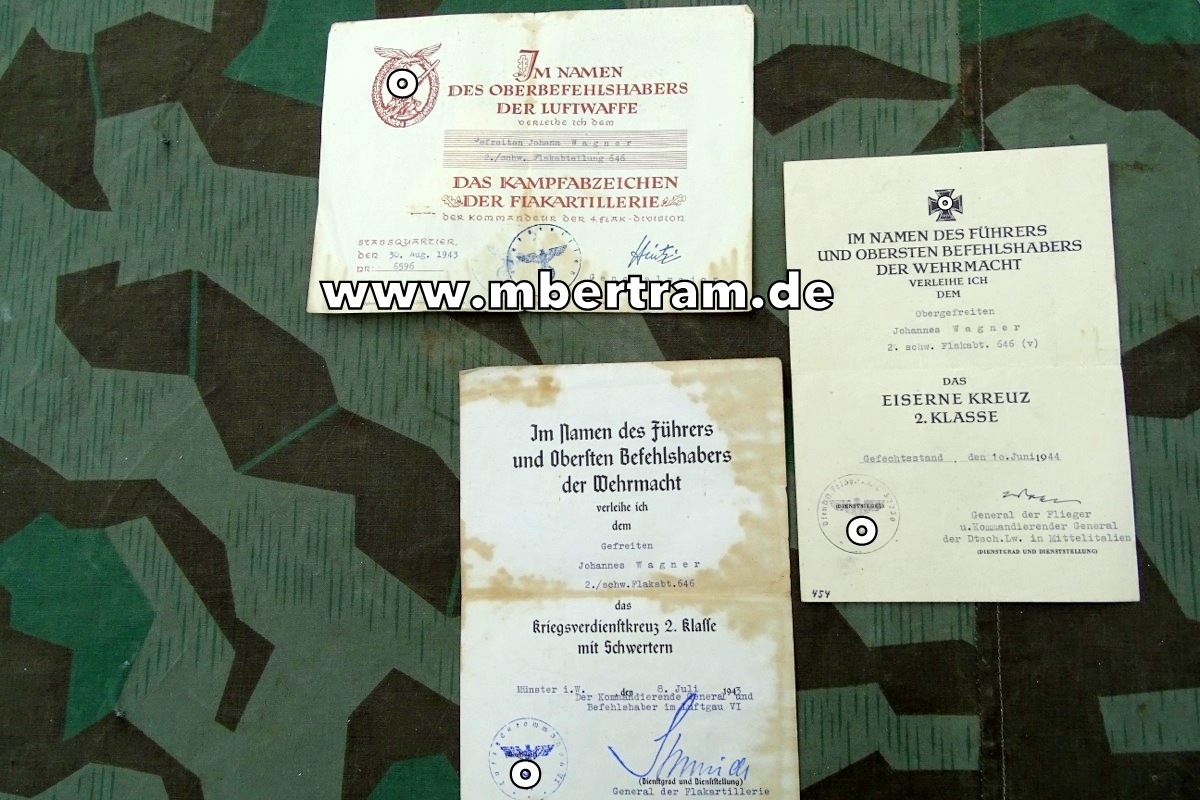 IM NAMEN
DES OBERBEFEHLSHABERS
DER LUFTWAFFE
VERLEIHE ICH DEM
Gefreiten Johann Wagner
2./schw. Flakabteilung 646
DAS KAMPFABZEICHEN
DER FLAKARTILLERIE
DER KOMMANDEUR DER 4. FLAK-DIVISION
STABSQUARTIER,
DEN 30. Aug. 1943
NR: 5596
Generalmajor
www.mbertram.de
IM NAMEN DES FÜHRERS
UND OBERSTEN BEFEHLSHABERS
DER WEHRMACHT
VERLEIHE ICH
DEM
Obergefreiten
Johannes Wagner
2. schw. Flakabt. 646 (v)
DAS
EISERNE KREUZ
2. KLASSE
Gefechtsstand, den 10. Juni 1944
(DIENSTSIEGEL)
General der Flieger
u. Kommandierender General
der Dtsch. Lw. in Mittelitalien
(DIENSTGRAD UND DIENSTSTELLUNG)
454
Im Namen des Führers
und Obersten Befehlshabers
der Wehrmacht
verleihe ich
dem
Gefreiten
Johannes Wagner
2./schw.Flakabt.646
das
Kriegsverdienstkreuz 2. Klasse
mit Schwertern
Münster i.W. den 8. Juli 1943
Der Kommandierende General und
Befehlshaber im Luftgau VI
(Dienstgrad und Dienststellung)
General der Flakartillerie